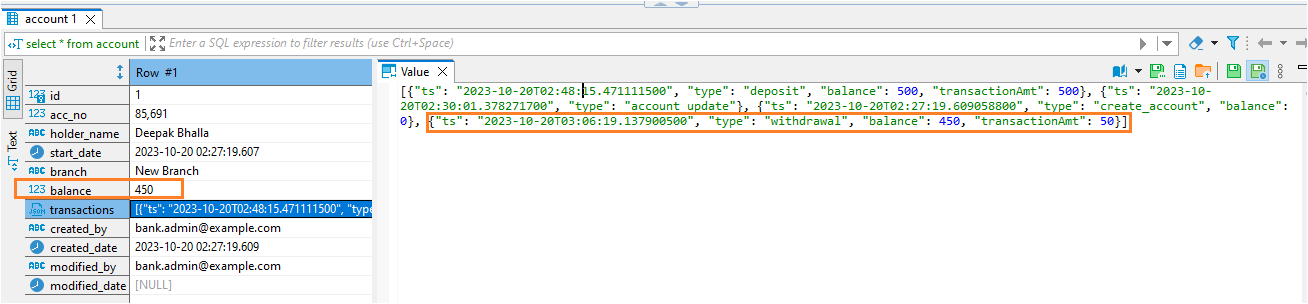 account 1
select * from account
Enter a SQL expression to filter results (use Ctrl+Space)
Grid
Text
Row #1
123 id 1
123 acc_no 85,691
ABC holder_name Deepak Bhalla
start_date 2023-10-20 02:27:19.607
ABC branch New Branch
123 balance 450
JSON transactions [{"ts": "2023-10-20T02:48:15.471111500", "type
ABC created_by bank.admin@example.com
created_date 2023-10-20 02:27:19.609
ABC modified_by bank.admin@example.com
modified_date [NULL]
Value
[{"ts": "2023-10-20T02:48:15.471111500", "type": "deposit", "balance": 500, "transactionAmt": 500}, {"ts": "2023-10-
20T02:30:01.378271700", "type": "account update"}, {"ts": "2023-10-20T02:27:19.609058800", "type": "create_account", "balance":
0}, {"ts": "2023-10-20T03:06:19.137900500", "type": "withdrawal", "balance": 450, "transactionAmt": 50}]